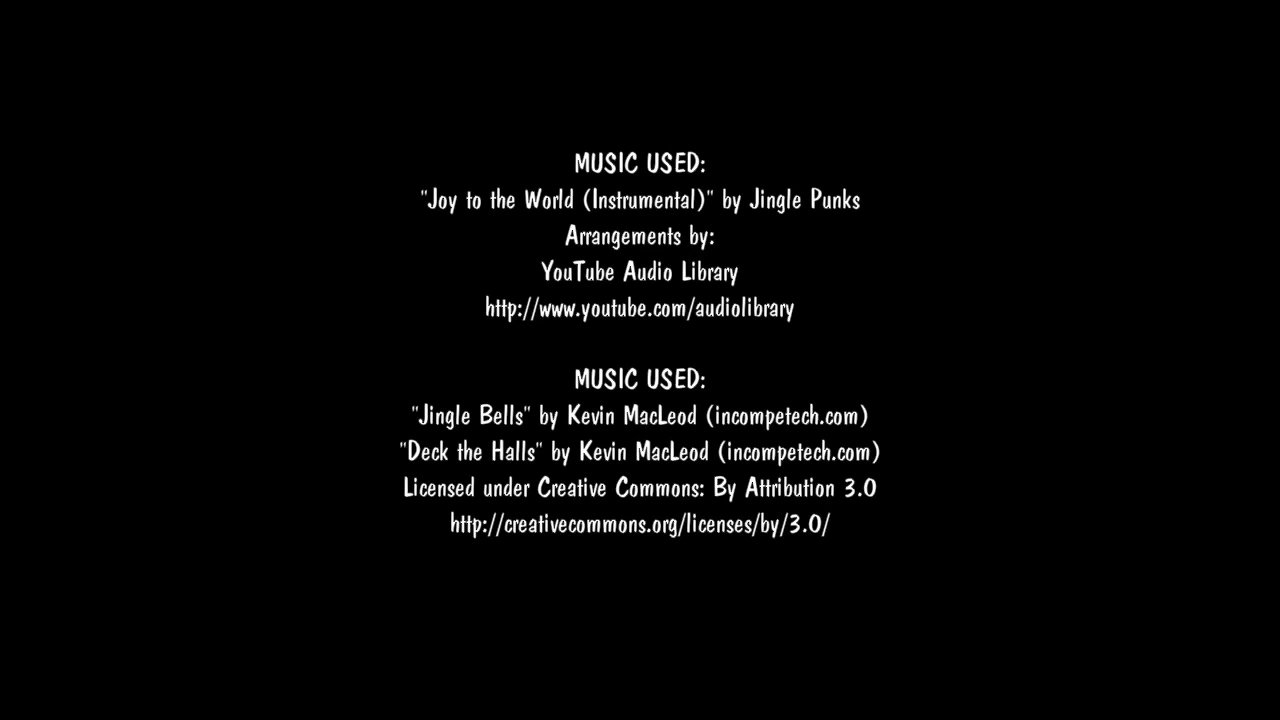 MUSIC USED:
"Joy to the World (Instrumental)" by Jingle Punks
Arrangements by:
YouTube Audio Library
http://www.youtube.com/audiolibrary
MUSIC USED:
"Jingle Bells" by Kevin MacLeod (incompetech.com)
"Deck the Halls" by Kevin MacLeod (incompetech.com)
Licensed under Creative Commons: By Attribution 3.0
http://creativecommons.org/licenses/by/3.0/